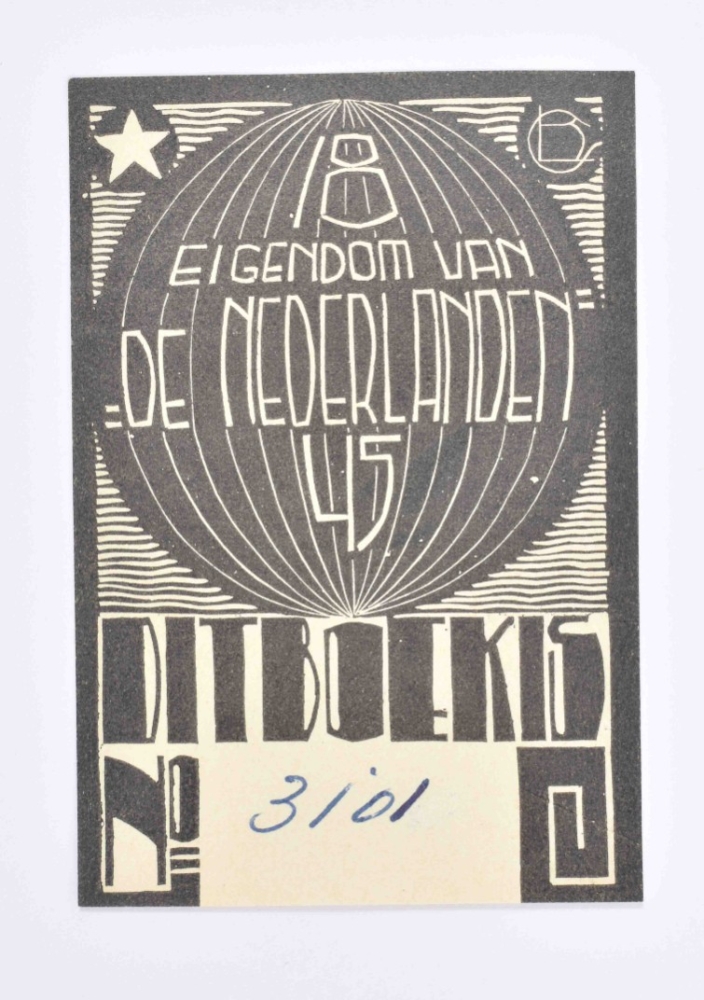 18
EIGENDOM VAN
„DE NEDERLANDEN"
45
DIT BOEK IS
No 3101